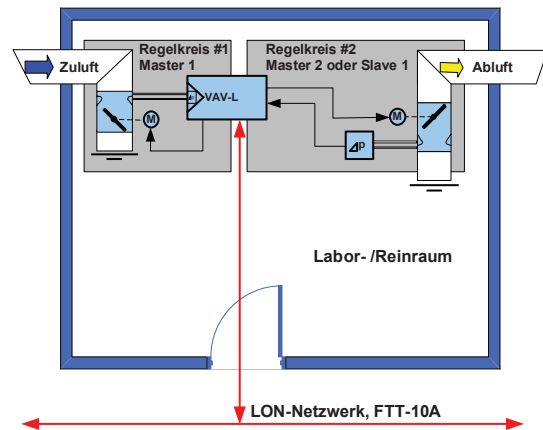 Regelkreis #1
Master 1
Regelkreis #2
Master 2 oder Slave 1
Zuluft
Abluft
VAV-L
M
M
Δp
Labor- /Reinraum
LON-Netzwerk, FTT-10A